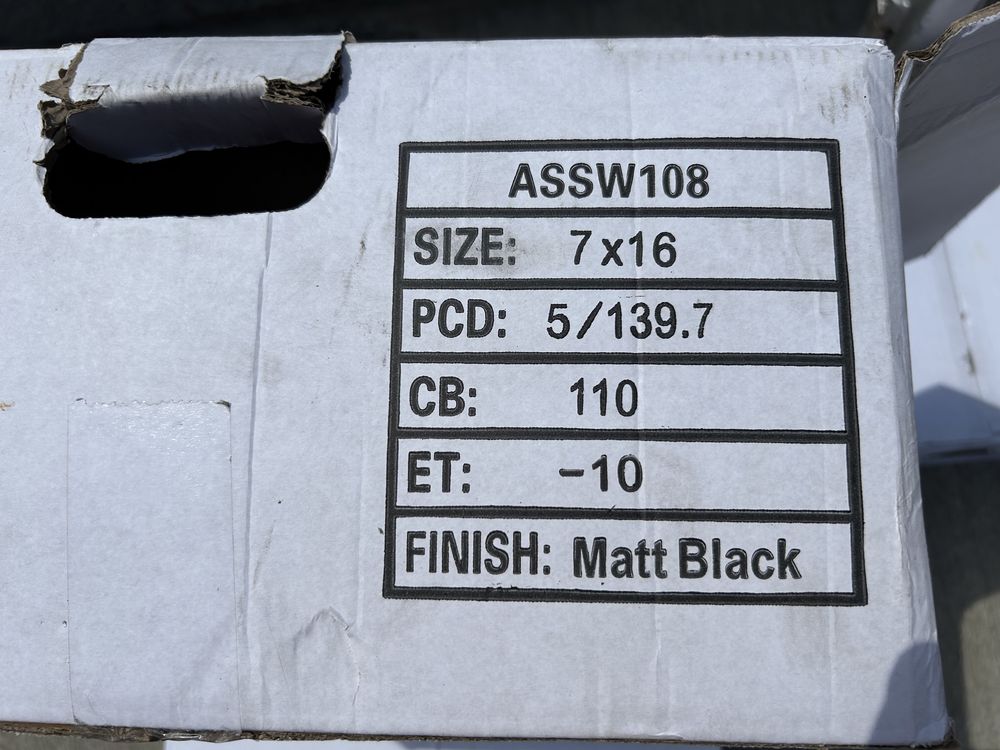 ASSW108
SIZE: 7x16
PCD: 5/139.7
CB: 110
ET: -10
FINISH: Matt Black